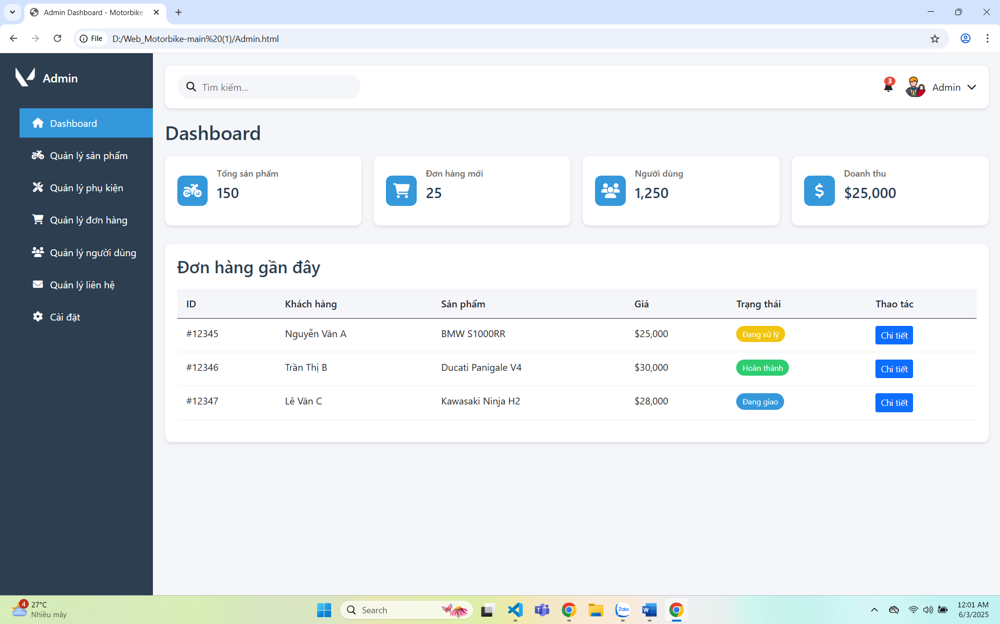 Admin Dashboard - Motorbike
File
D:/Web_Motorbike-main%20(1)/Admin.html
Admin
Dashboard
Quản lý sản phẩm
Quản lý phụ kiện
Quản lý đơn hàng
Quản lý người dùng
Quản lý liên hệ
Cài đặt
Tìm kiếm...
3
Admin
Dashboard
Tổng sản phẩm
150
Đơn hàng mới
25
Người dùng
1,250
Doanh thu
$25,000
Đơn hàng gần đây
ID Khách hàng Sản phẩm Giá Trạng thái Thao tác
#12345 Nguyễn Văn A BMW S1000RR $25,000 Đang xử lý Chi tiết
#12346 Trần Thị B Ducati Panigale V4 $30,000 Hoàn thành Chi tiết
#12347 Lê Văn C Kawasaki Ninja H2 $28,000 Đang giao Chi tiết
4
27°C
Nhiều mây
Search
Zalo
12:01 AM
6/3/2025